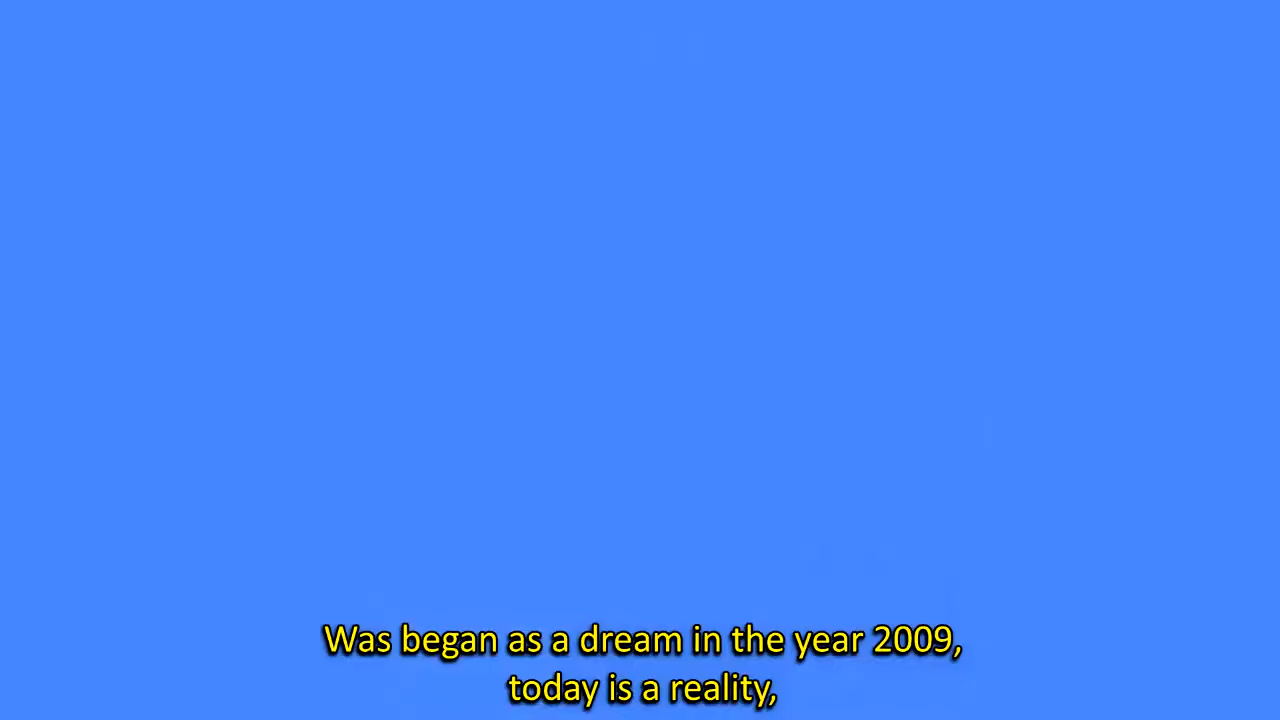 Was began as a dream in the year 2009,
today is a reality,